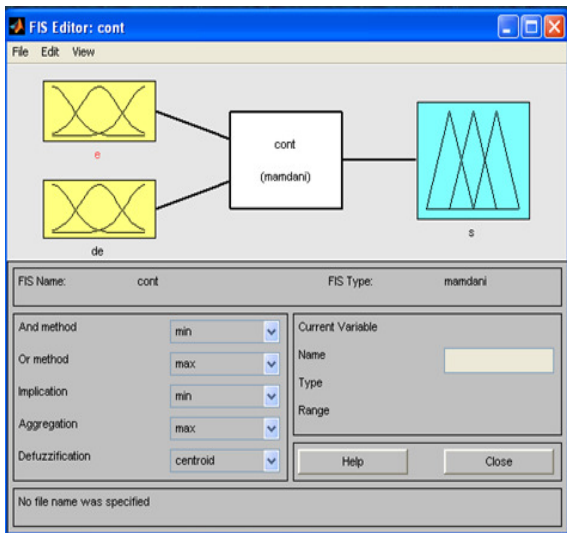 FIS Editor: cont
File Edit View
e
de
cont
(mamdani)
s
FIS Name: cont FIS Type: mamdani
And method min
Or method max
Implication min
Aggregation max
Defuzzification centroid
Current Variable
Name
Type
Range
Help Close
No file name was specified